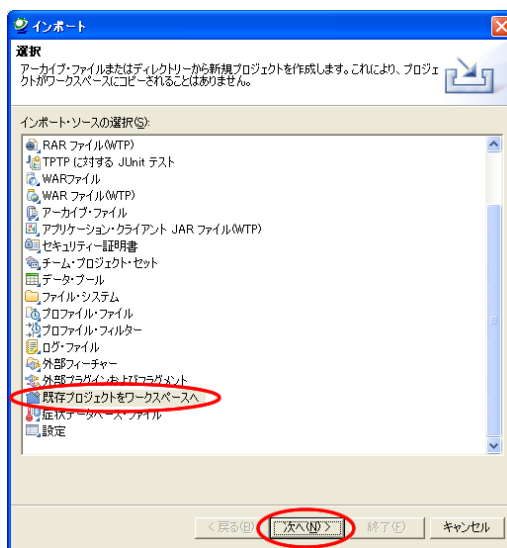 インポート
選択
アーカイブ・ファイルまたはディレクトリーから新規プロジェクトを作成します。これにより、プロジェ
クトがワークスペースにコピーされることはありません。
インポート・ソースの選択(S):
RAR ファイル(WTP)
TPTP に対する JUnit テスト
WARファイル
WAR ファイル(WTP)
アーカイブ・ファイル
アプリケーション・クライアント JAR ファイル(WTP)
セキュリティー証明書
チーム・プロジェクト・セット
データ・プール
ファイル・システム
プロファイル・ファイル
プロファイル・フィルター
ログ・ファイル
外部フィーチャー
外部プラグインおよびフラグメント
既存プロジェクトをワークスペースへ
症状データベース・ファイル
設定
< 戻る(B) 次へ(N) > 終了(F) キャンセル